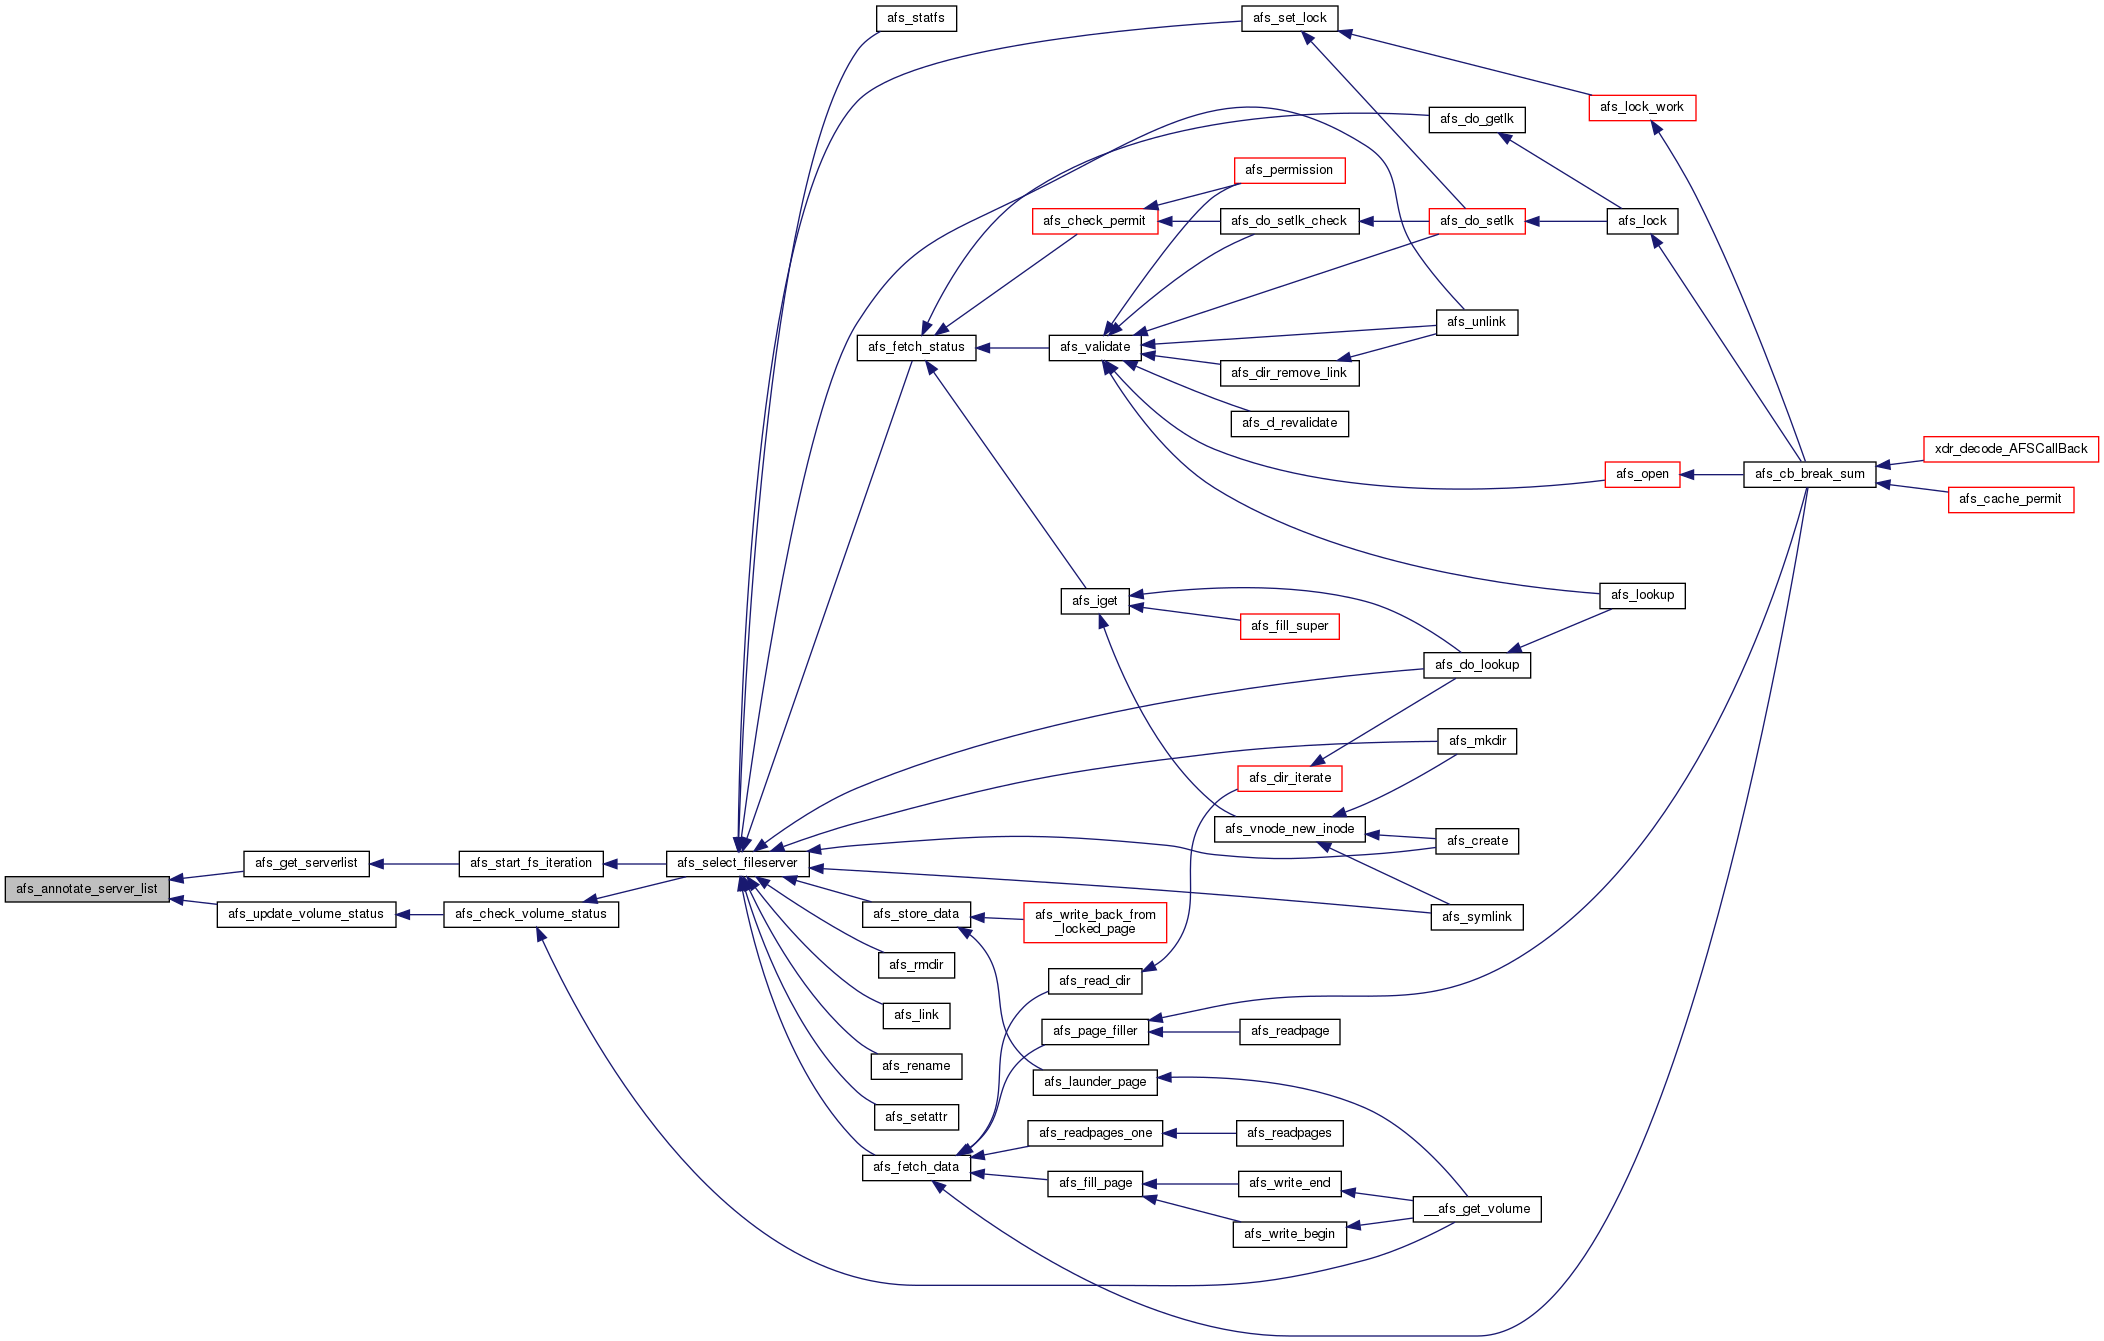 afs_statfs
afs_set_lock
afs_lock_work
afs_do_getlk
afs_permission
afs_check_permit
afs_do_setlk_check
afs_do_setlk
afs_lock
afs_unlink
afs_fetch_status
afs_validate
afs_dir_remove_link
afs_d_revalidate
xdr_decode_AFSCallBack
afs_open
afs_cb_break_sum
afs_cache_permit
afs_iget
afs_lookup
afs_fill_super
afs_do_lookup
afs_mkdir
afs_dir_iterate
afs_vnode_new_inode
afs_create
afs_get_serverlist
afs_start_fs_iteration
afs_select_fileserver
afs_annotate_server_list
afs_update_volume_status
afs_check_volume_status
afs_store_data
afs_write_back_from
_locked_page
afs_symlink
afs_rmdir
afs_read_dir
afs_link
afs_page_filler
afs_readpage
afs_rename
afs_launder_page
afs_setattr
afs_readpages_one
afs_readpages
afs_fetch_data
afs_fill_page
afs_write_end
__afs_get_volume
afs_write_begin